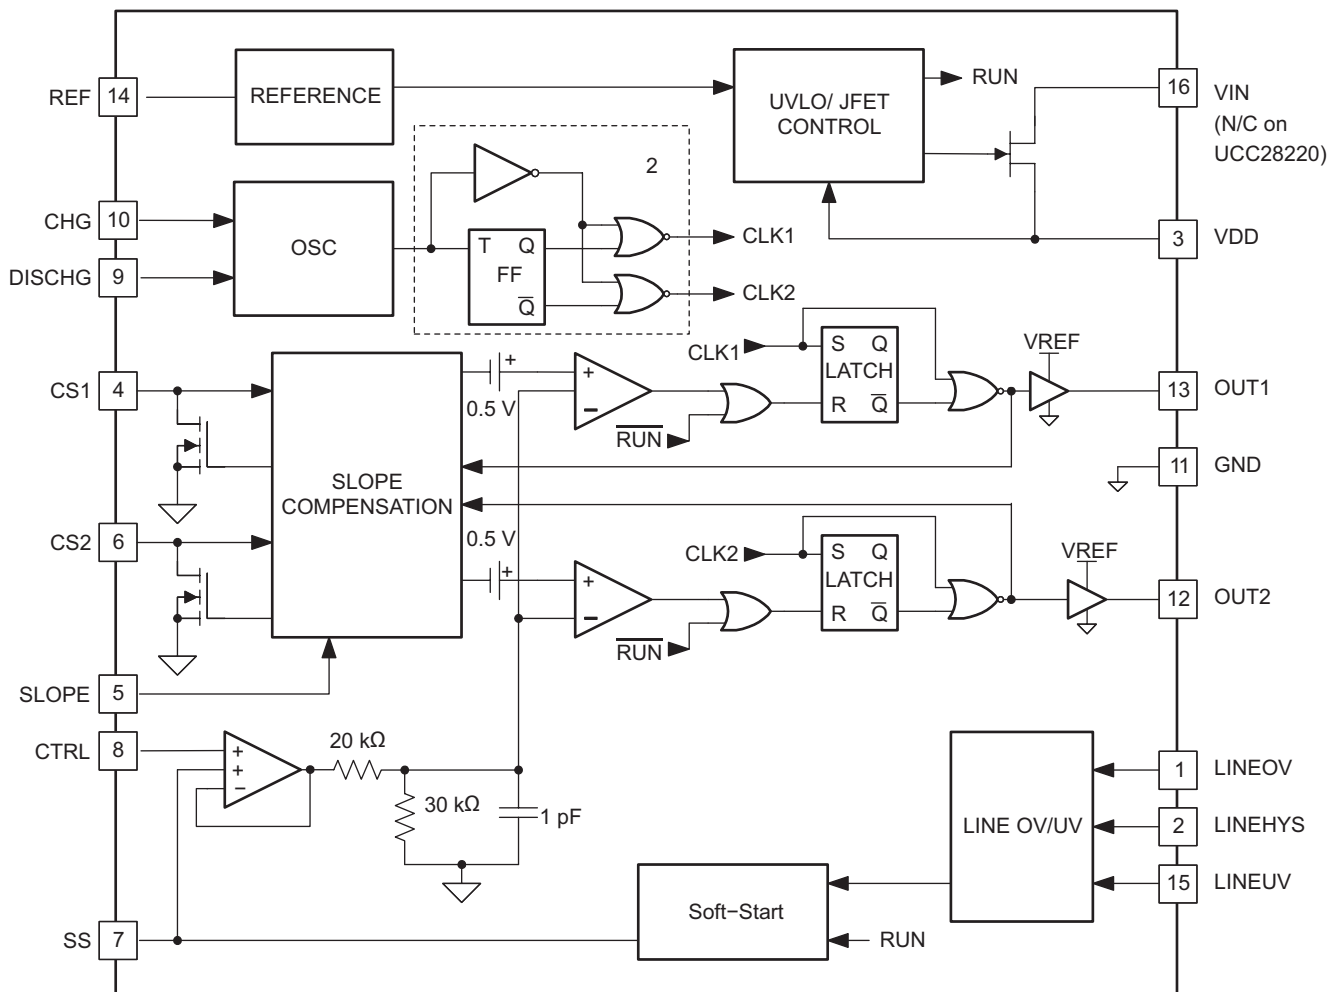 REF
14
REFERENCE
UVLO/ JFET
CONTROL
RUN
16
VIN
(N/C on
UCC28220)
2
CHG
10
OSC
T
Q
FF
Q̅
CLK1
CLK2
3
VDD
DISCHG
9
CS1
4
+
0.5 V
+
−
R̅U̅N̅
CLK1
S
Q
LATCH
R
Q̅
VREF
13
OUT1
11
GND
SLOPE
COMPENSATION
CS2
6
0.5 V
+
+
−
R̅U̅N̅
CLK2
S
Q
LATCH
R
Q̅
VREF
12
OUT2
SLOPE
5
CTRL
8
+
+
−
20 kΩ
30 kΩ
1 pF
LINE OV/UV
1
LINEOV
2
LINEHYS
15
LINEUV
Soft−Start
RUN
SS
7